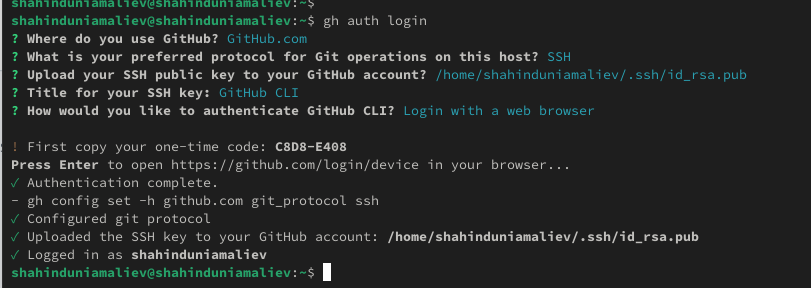 shahinduniamaliev@shahinduniamaliev:~$
shahinduniamaliev@shahinduniamaliev:~$ gh auth login
? Where do you use GitHub? GitHub.com
? What is your preferred protocol for Git operations on this host? SSH
? Upload your SSH public key to your GitHub account? /home/shahinduniamaliev/.ssh/id_rsa.pub
? Title for your SSH key: GitHub CLI
? How would you like to authenticate GitHub CLI? Login with a web browser
! First copy your one-time code: C8D8-E408
Press Enter to open https://github.com/login/device in your browser...
✓ Authentication complete.
- gh config set -h github.com git_protocol ssh
✓ Configured git protocol
✓ Uploaded the SSH key to your GitHub account: /home/shahinduniamaliev/.ssh/id_rsa.pub
✓ Logged in as shahinduniamaliev
shahinduniamaliev@shahinduniamaliev:~$